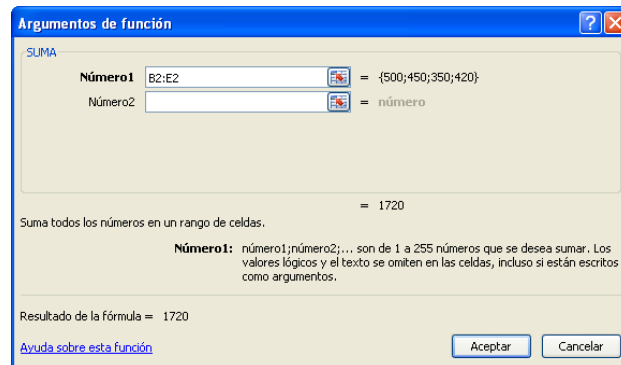 Argumentos de función
SUMA
Número1 B2:E2 = {500;450;350;420}
Número2 = número
= 1720
Suma todos los números en un rango de celdas.
Número1: número1;número2;... son de 1 a 255 números que se desea sumar. Los
valores lógicos y el texto se omiten en las celdas, incluso si están escritos
como argumentos.
Resultado de la fórmula = 1720
Ayuda sobre esta función
Aceptar Cancelar